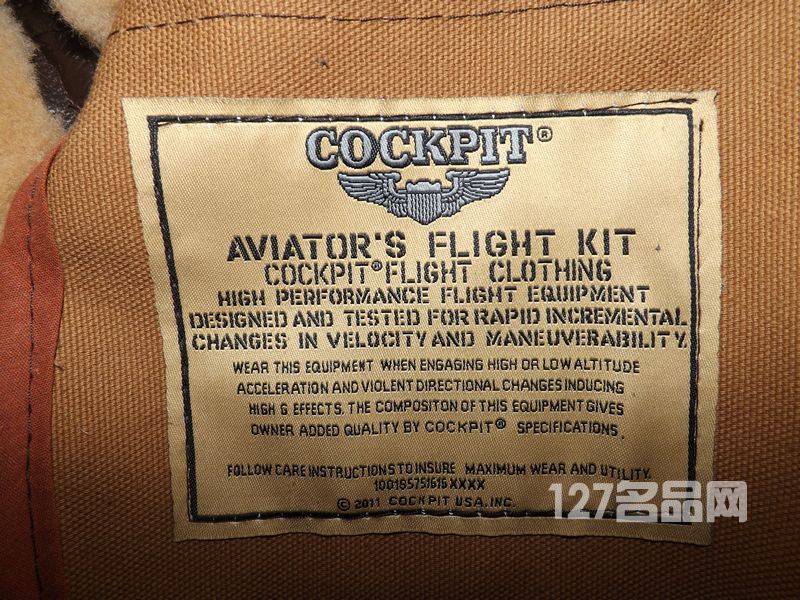 COCKPIT®
AVIATOR'S FLIGHT KIT
COCKPIT® FLIGHT CLOTHING
HIGH PERFORMANCE FLIGHT EQUIPMENT
DESIGNED AND TESTED FOR RAPID INCREMENTAL
CHANGES IN VELOCITY AND MANEUVERABILITY.
WEAR THIS EQUIPMENT WHEN ENGAGING HIGH OR LOW ALTITUDE
ACCELERATION AND VIOLENT DIRECTIONAL CHANGES INDUCING
HIGH G EFFECTS. THE COMPOSITON OF THIS EQUIPMENT GIVES
OWNER ADDED QUALITY BY COCKPIT® SPECIFICATIONS.
FOLLOW CARE INSTRUCTIONS TO INSURE MAXIMUM WEAR AND UTILITY.
100165751616XXXX
© 2011 COCKPIT USA, INC.
127名品网